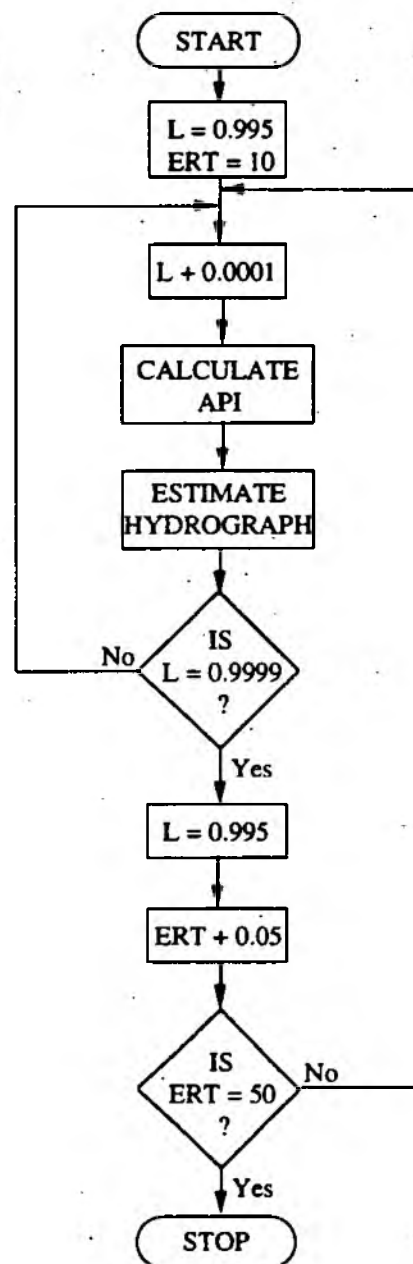 START
L = 0.995
ERT = 10
L + 0.0001
CALCULATE
API
ESTIMATE
HYDROGRAPH
IS
L = 0.9999
?
No
Yes
L = 0.995
ERT + 0.05
IS
ERT = 50
?
No
Yes
STOP